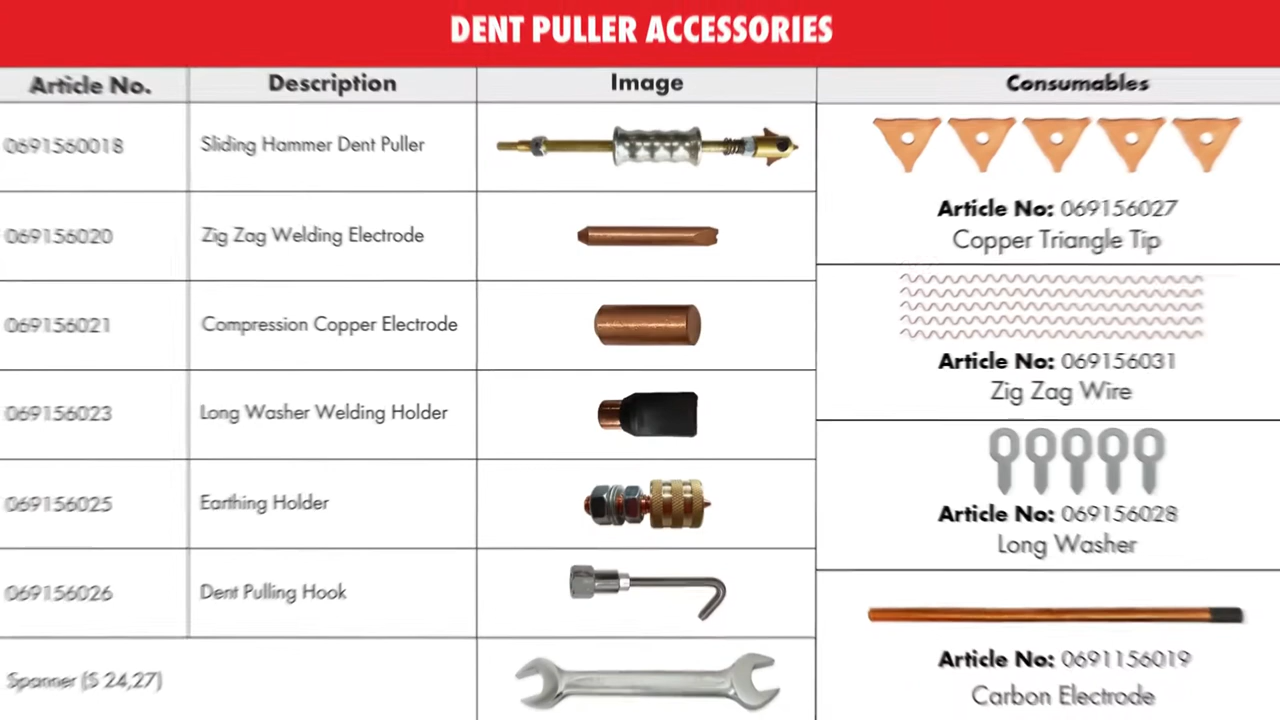 DENT PULLER ACCESSORIES
Article No. Description Image Consumables
0691560018 Sliding Hammer Dent Puller
069156020 Zig Zag Welding Electrode
069156021 Compression Copper Electrode
069156023 Long Washer Welding Holder
069156025 Earthing Holder
069156026 Dent Pulling Hook
Spanner (S 24,27)
Article No: 069156027
Copper Triangle Tip
Article No: 069156031
Zig Zag Wire
Article No: 069156028
Long Washer
Article No: 0691156019
Carbon Electrode